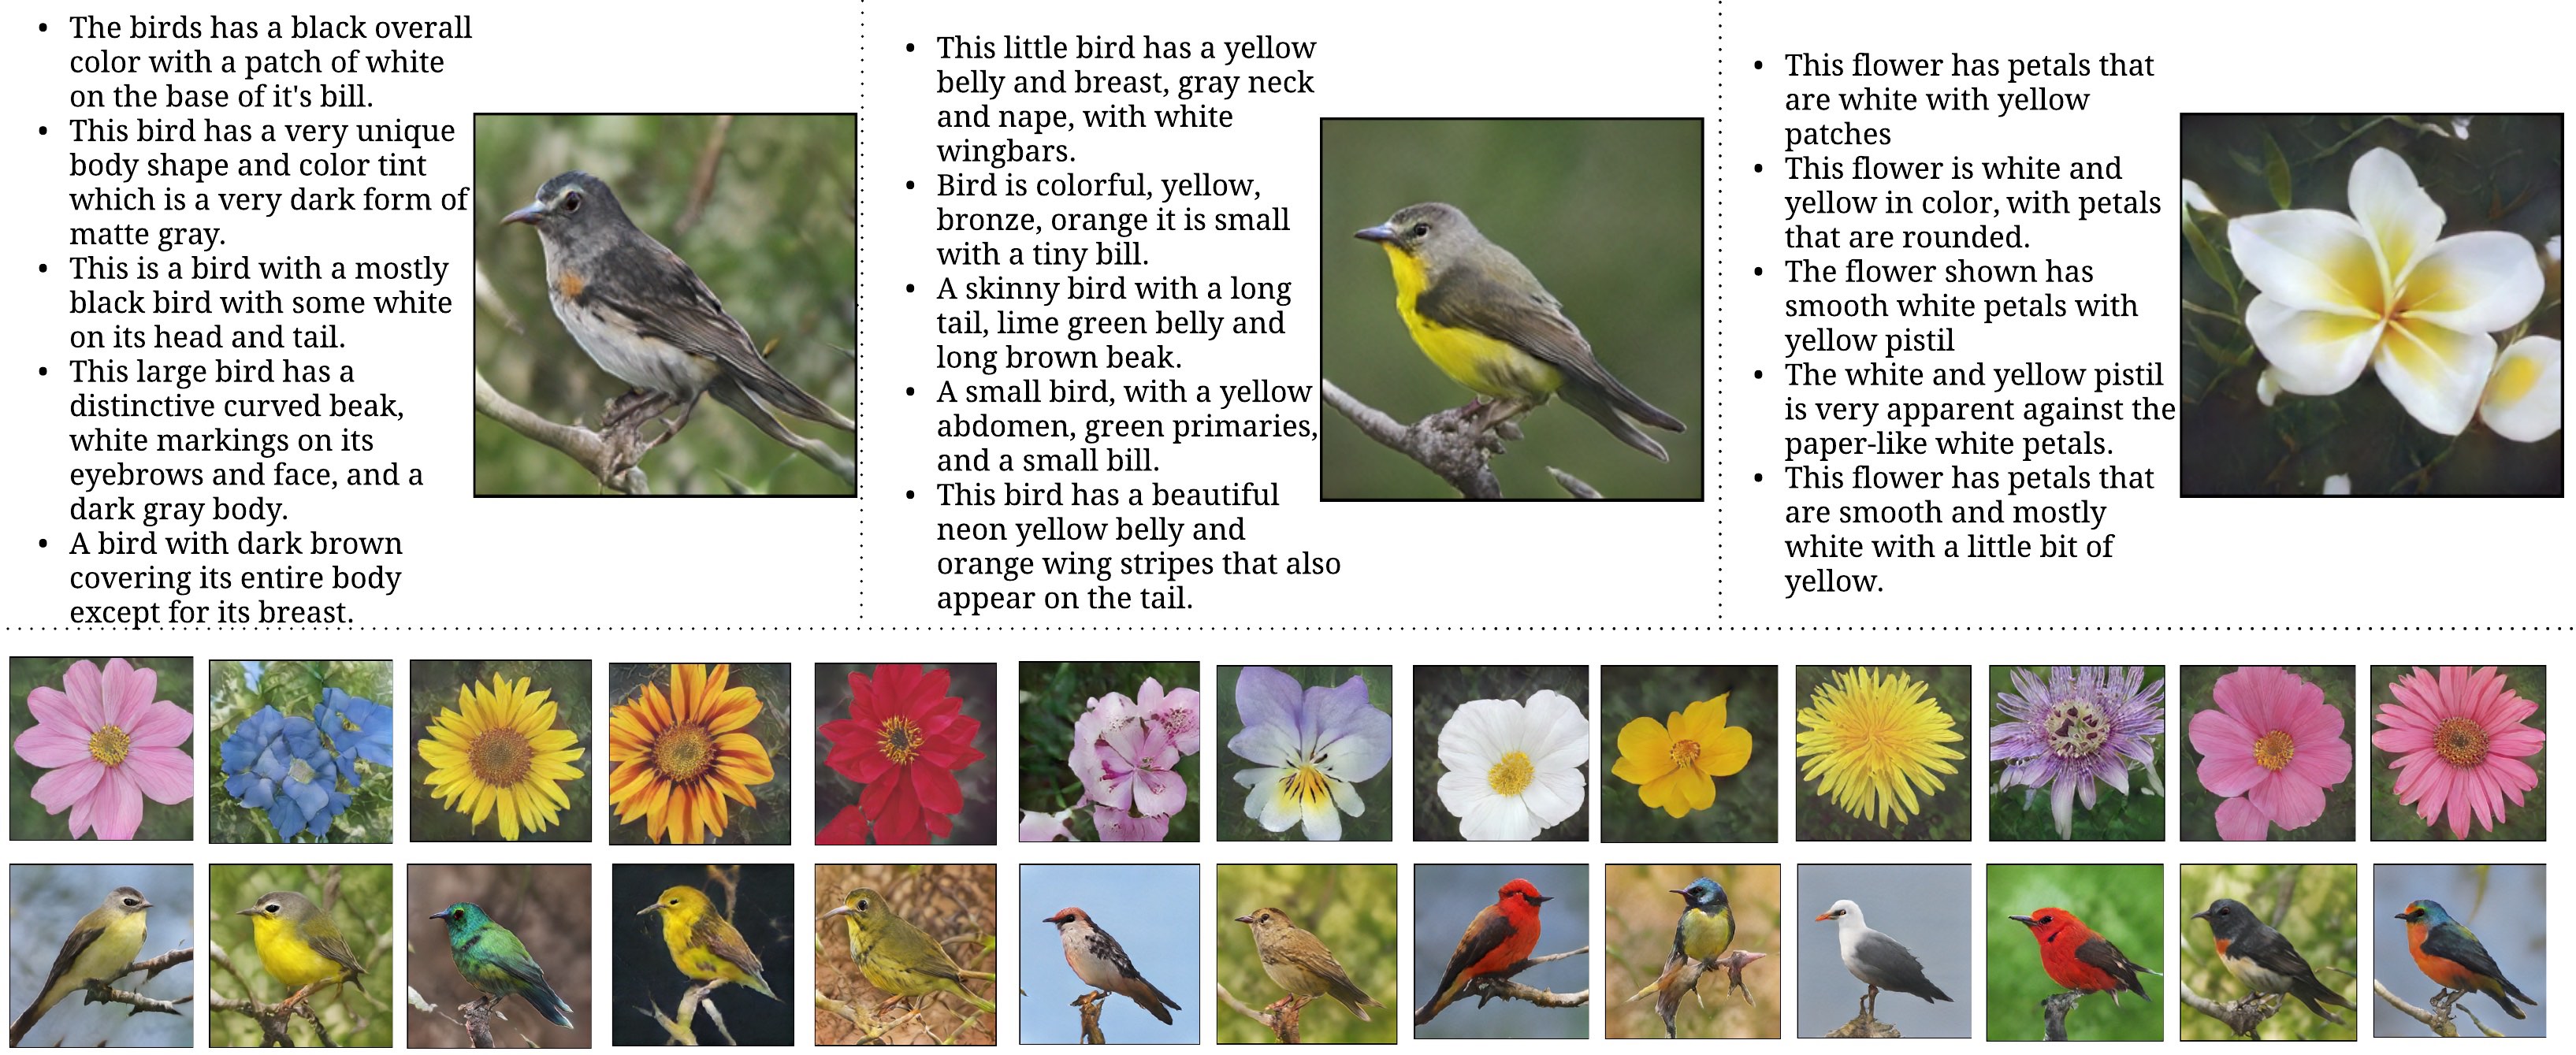 • The birds has a black overall
color with a patch of white
on the base of it's bill.
• This bird has a very unique
body shape and color tint
which is a very dark form of
matte gray.
• This is a bird with a mostly
black bird with some white
on its head and tail.
• This large bird has a
distinctive curved beak,
white markings on its
eyebrows and face, and a
dark gray body.
• A bird with dark brown
covering its entire body
except for its breast.
• This little bird has a yellow
belly and breast, gray neck
and nape, with white
wingbars.
• Bird is colorful, yellow,
bronze, orange it is small
with a tiny bill.
• A skinny bird with a long
tail, lime green belly and
long brown beak.
• A small bird, with a yellow
abdomen, green primaries,
and a small bill.
• This bird has a beautiful
neon yellow belly and
orange wing stripes that also
appear on the tail.
• This flower has petals that
are white with yellow
patches
• This flower is white and
yellow in color, with petals
that are rounded.
• The flower shown has
smooth white petals with
yellow pistil
• The white and yellow pistil
is very apparent against the
paper-like white petals.
• This flower has petals that
are smooth and mostly
white with a little bit of
yellow.